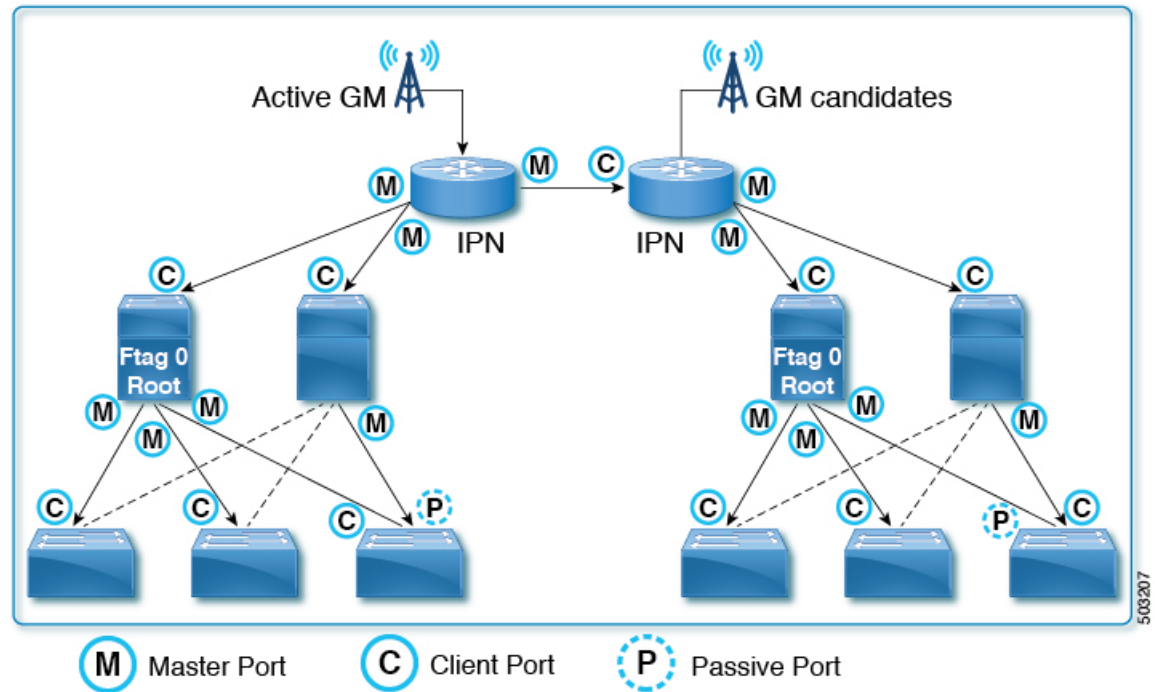 Active GM
GM candidates
M
C
M
M
M
M
IPN
IPN
C
C
C
C
Ftag 0
Root
Ftag 0
Root
M
M
M
M
M
M
M
M
C
C
C
P
C
C
P
C
503207
M Master Port
C Client Port
P Passive Port